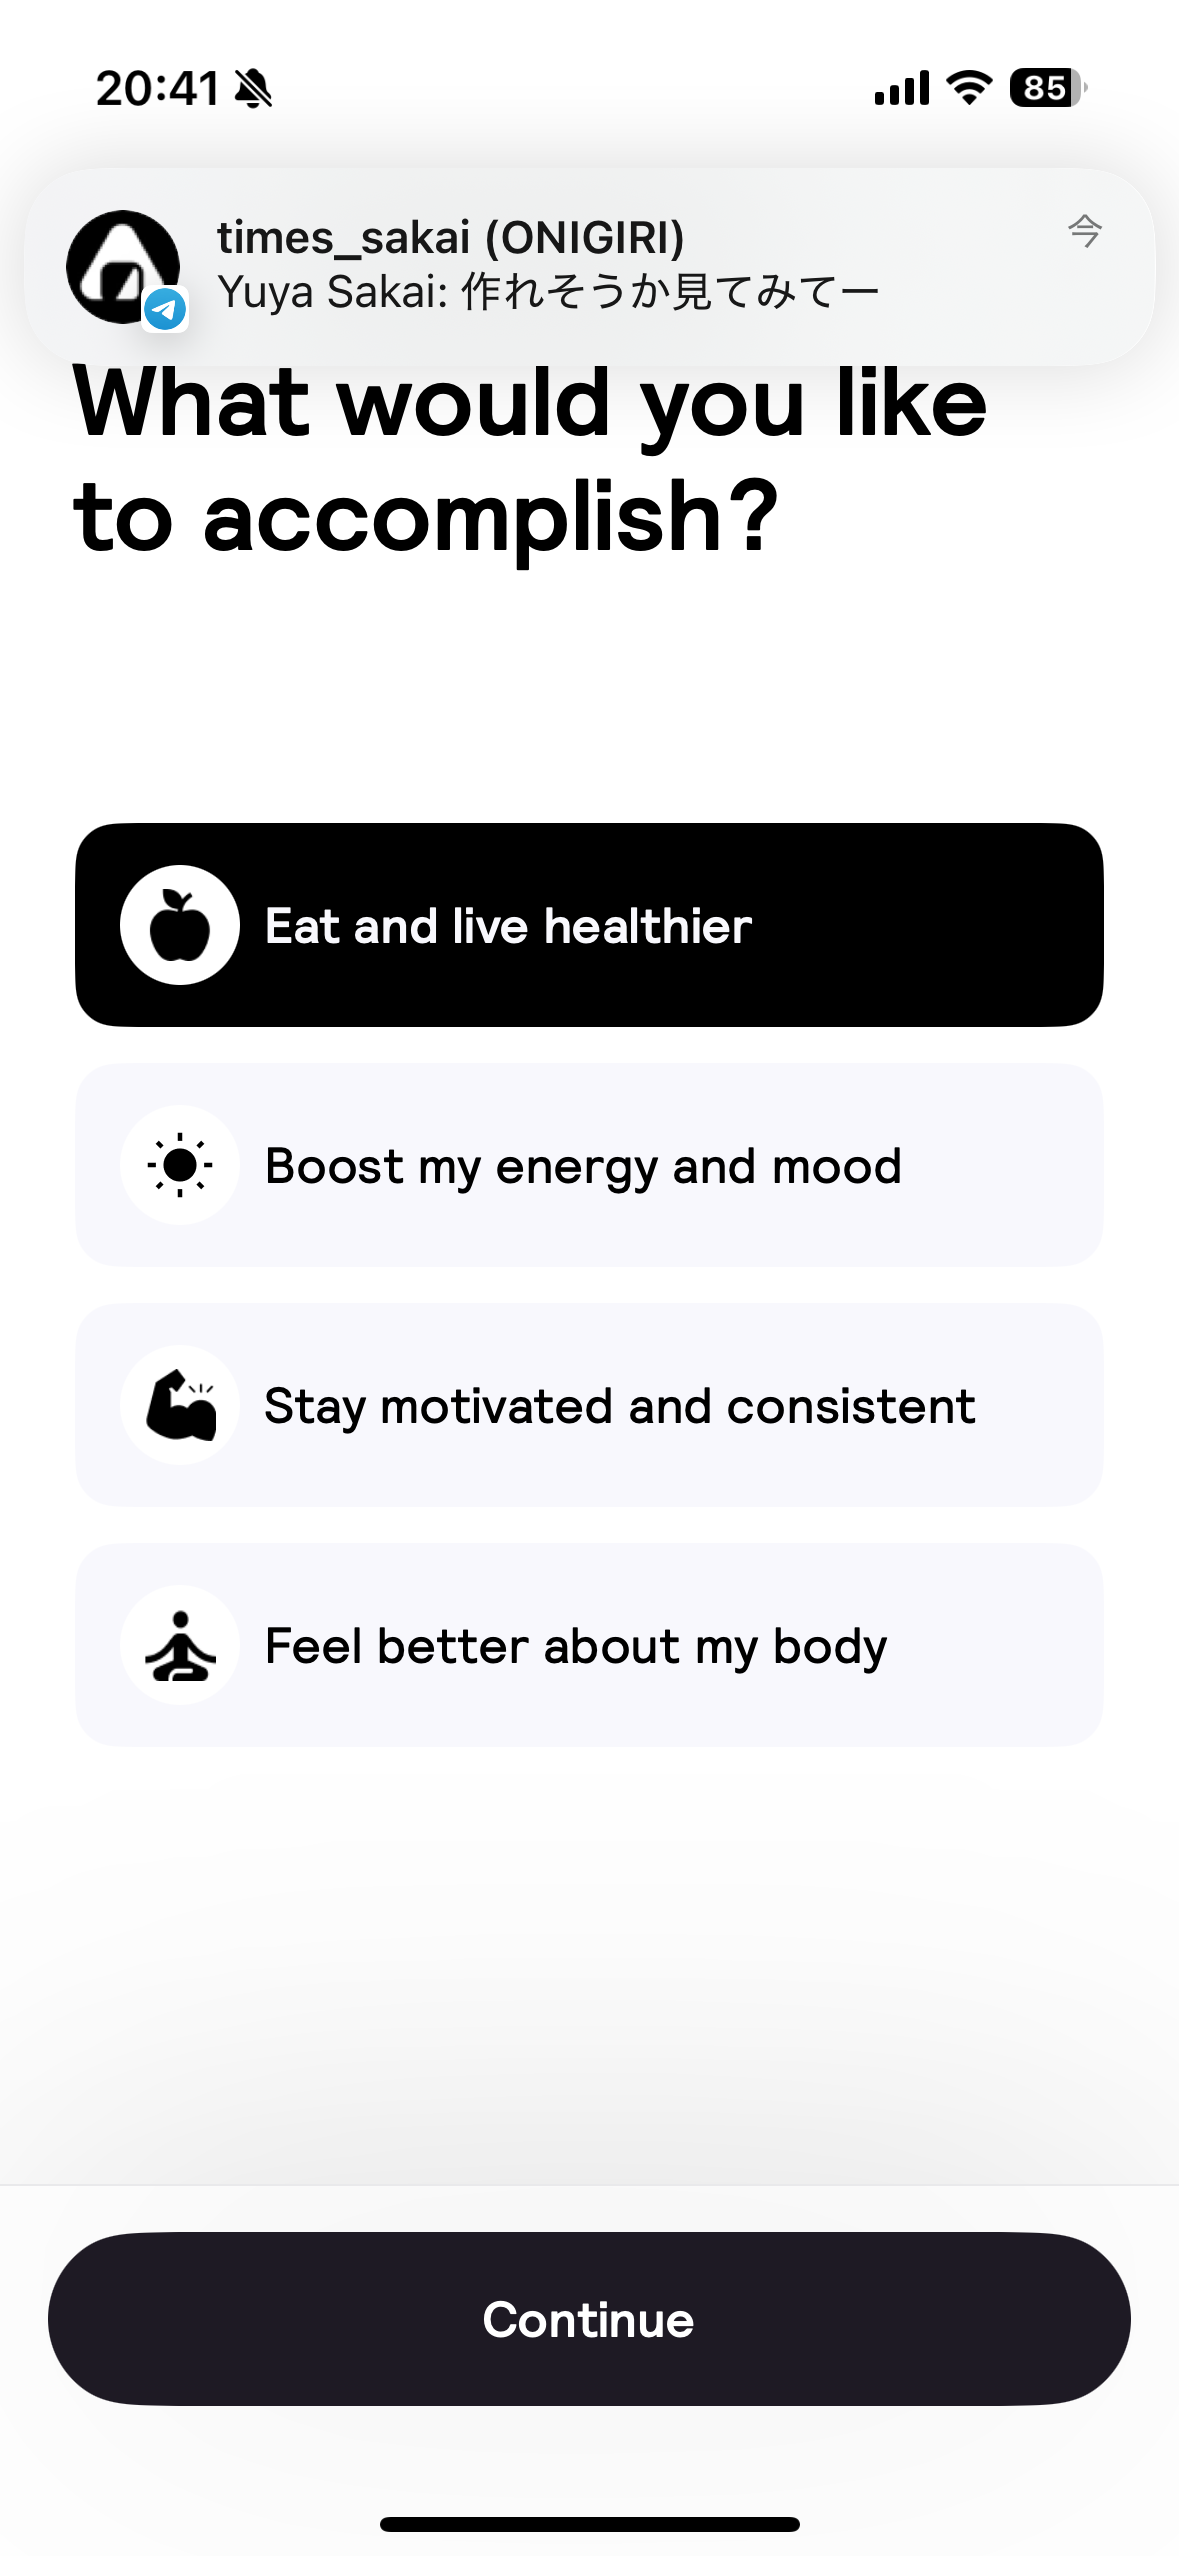 20:41
85
times_sakai (ONIGIRI)
今
Yuya Sakai: 作れそうか見てみてー
What would you like
to accomplish?
Eat and live healthier
Boost my energy and mood
Stay motivated and consistent
Feel better about my body
Continue